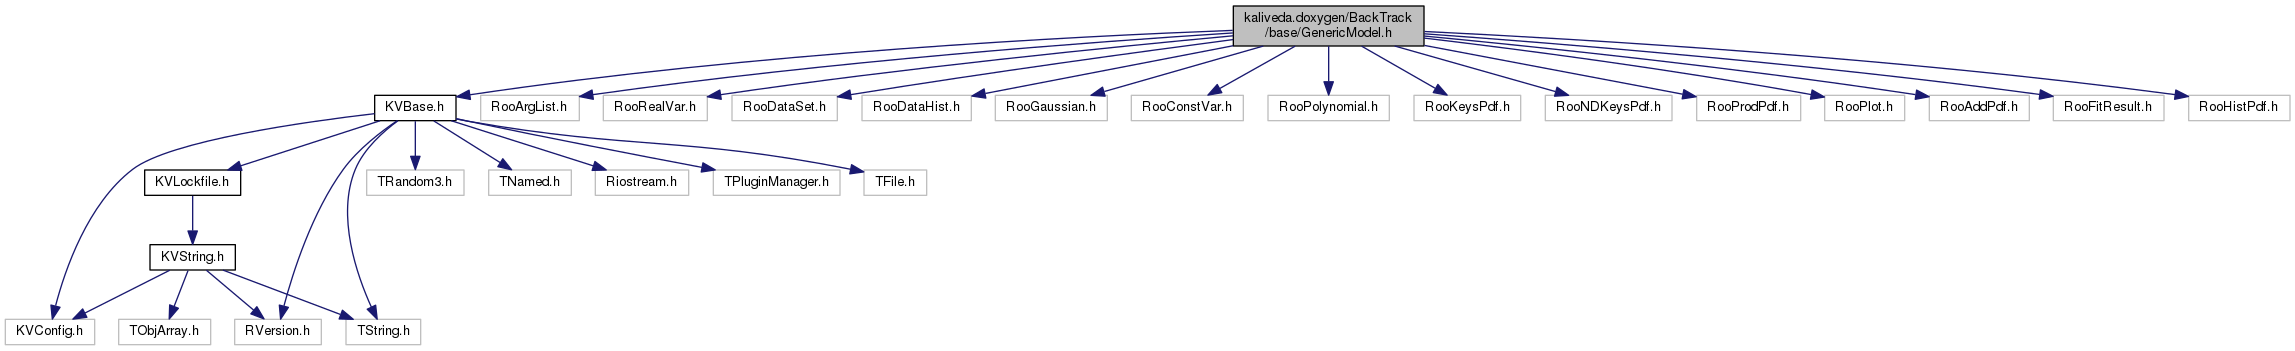 kaliveda.doxygen/BackTrack
/base/GenericModel.h
KVBase.h
RooArgList.h
RooRealVar.h
RooDataSet.h
RooDataHist.h
RooGaussian.h
RooConstVar.h
RooPolynomial.h
RooKeysPdf.h
RooNDKeysPdf.h
RooProdPdf.h
RooPlot.h
RooAddPdf.h
RooFitResult.h
RooHistPdf.h
KVLockfile.h
TRandom3.h
TNamed.h
Riostream.h
TPluginManager.h
TFile.h
KVString.h
KVConfig.h
TObjArray.h
RVersion.h
TString.h